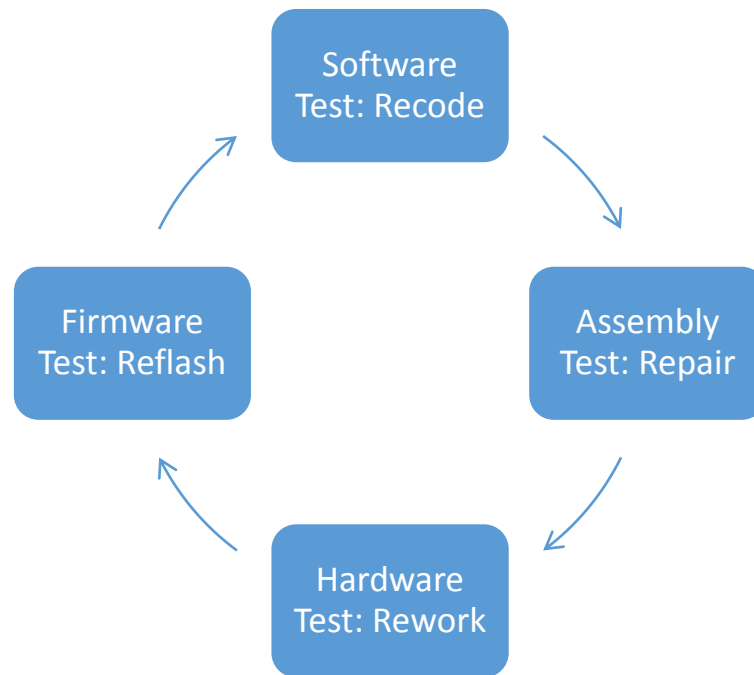 Software
Test: Recode
Assembly
Test: Repair
Hardware
Test: Rework
Firmware
Test: Reflash